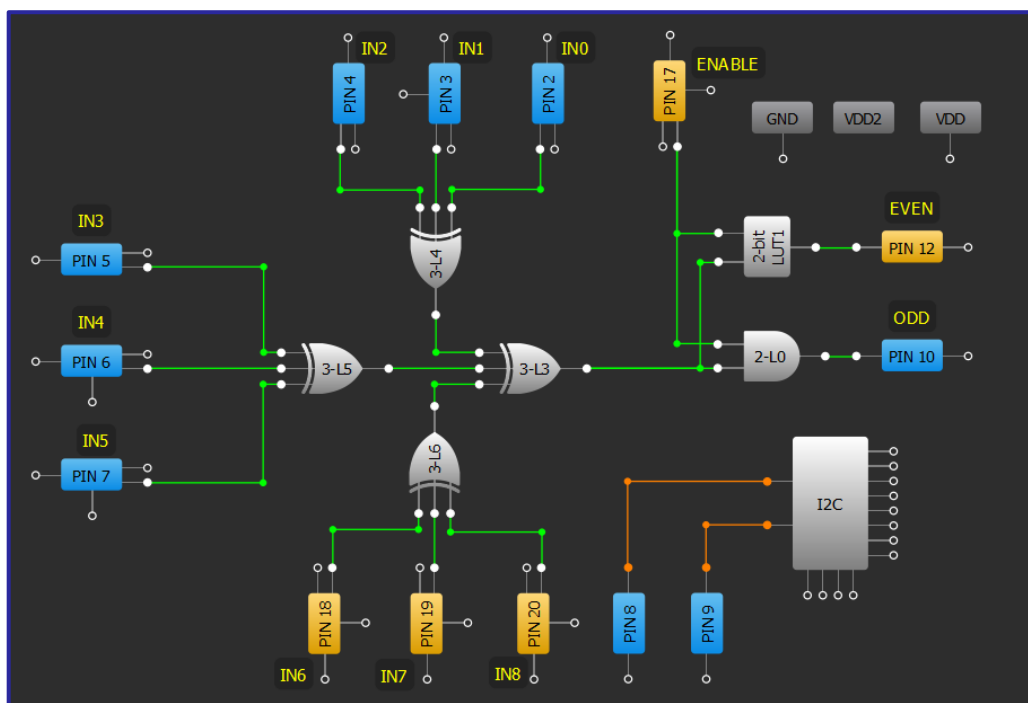 IN2
IN1
IN0
PIN 4
PIN 3
PIN 2
PIN 17
ENABLE
GND
VDD2
VDD
IN3
PIN 5
3-L4
2-bit
LUT1
EVEN
PIN 12
IN4
PIN 6
3-L5
3-L3
2-L0
ODD
PIN 10
IN5
PIN 7
3-L6
I2C
PIN 18
PIN 19
PIN 20
PIN 8
PIN 9
IN6
IN7
IN8